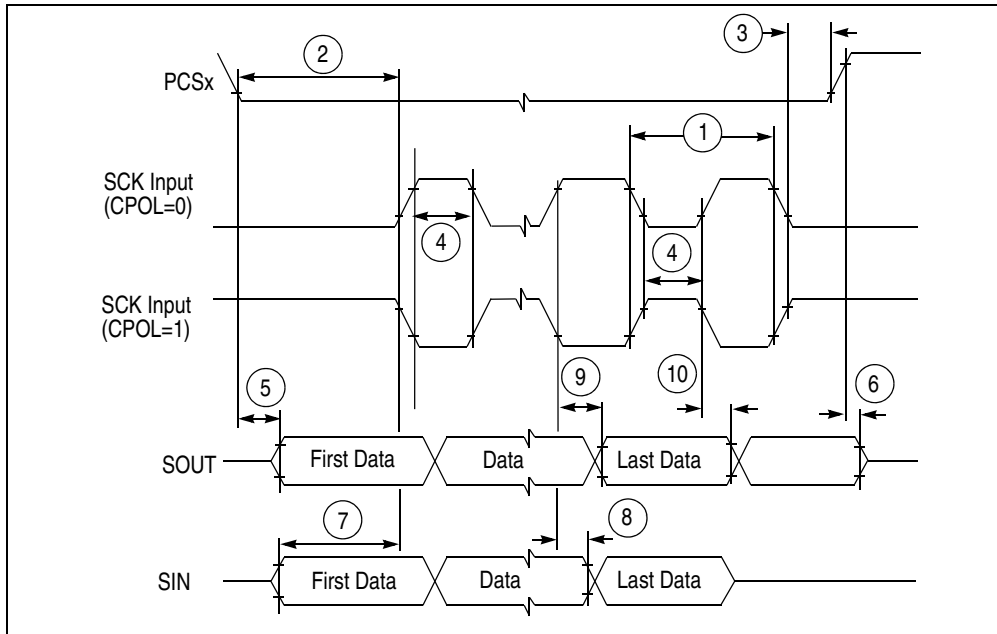 3
2
PCSx
1
SCK Input
(CPOL=0)
4
4
SCK Input
(CPOL=1)
5
9
10
6
SOUT
First Data
Data
Last Data
7
8
SIN
First Data
Data
Last Data